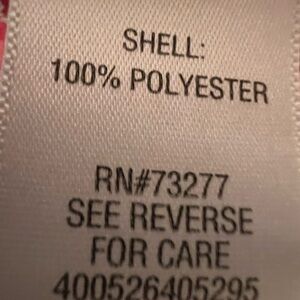 SHELL:
100% POLYESTER
RN#73277
SEE REVERSE
FOR CARE
400526405295